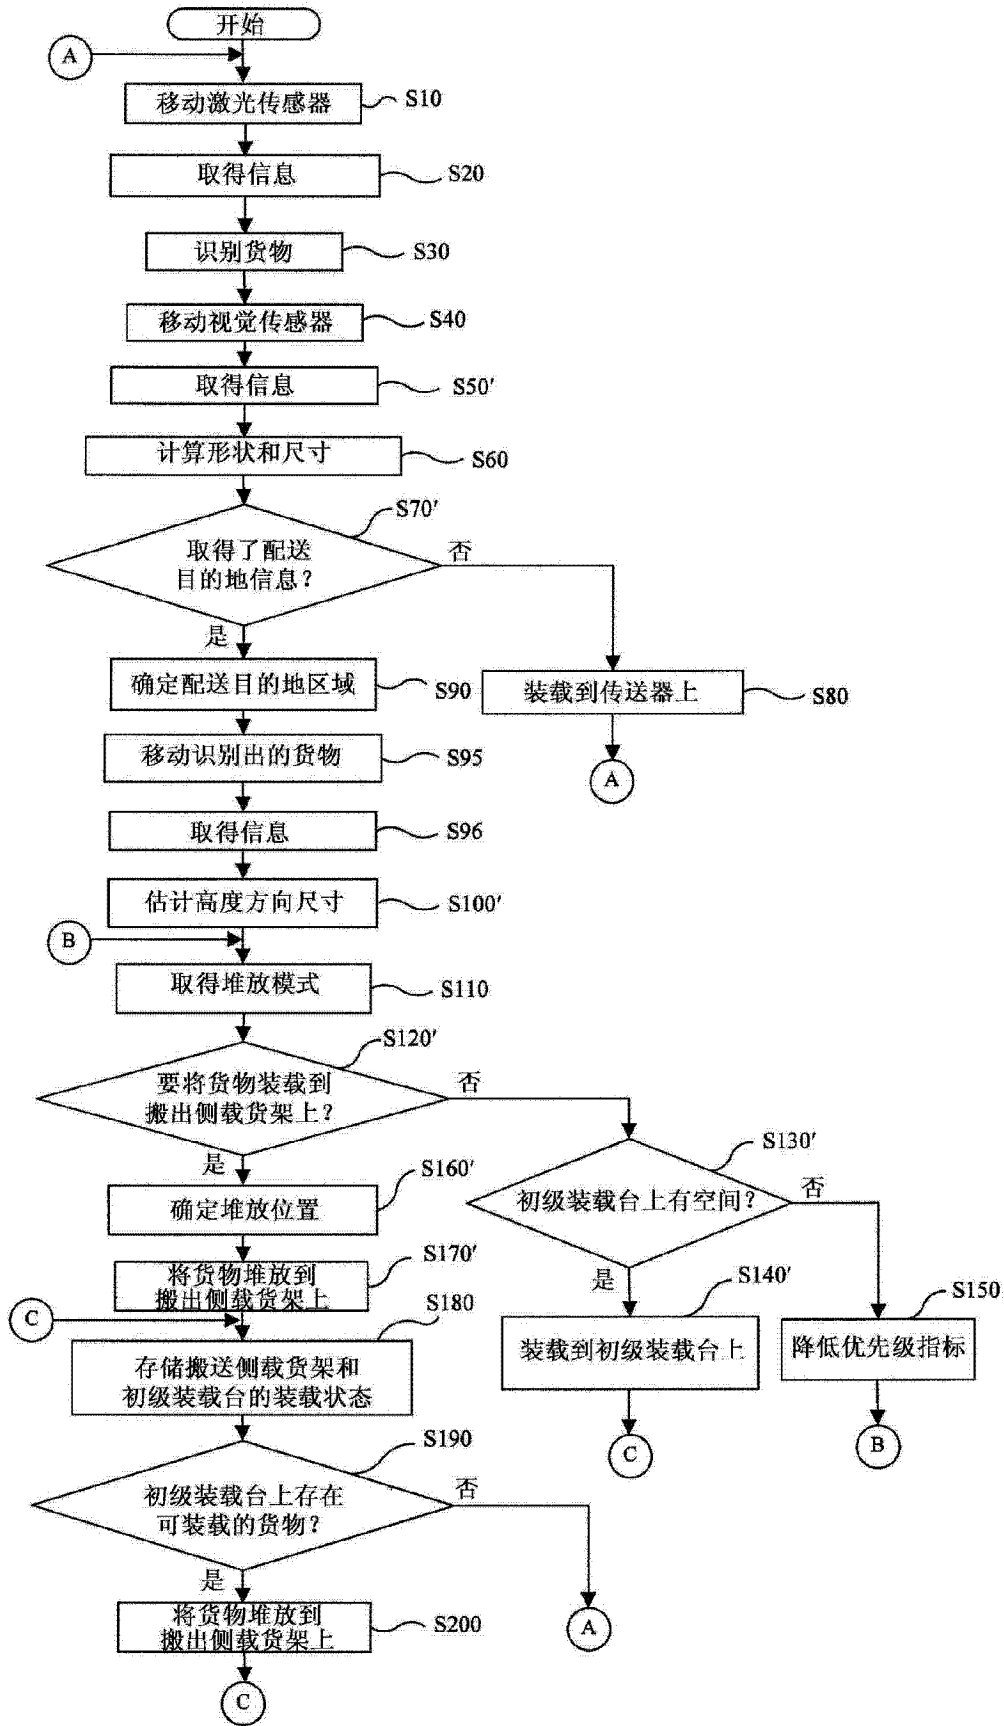 开始
A
移动激光传感器
S10
取得信息
S20
识别货物
S30
移动视觉传感器
S40
取得信息
S50′
计算形状和尺寸
S60
S70′
取得了配送
目的地信息？
否
是
确定配送目的地区域
S90
装载到传送器上
S80
移动识别出的货物
S95
A
取得信息
S96
估计高度方向尺寸
S100′
B
取得堆放模式
S110
S120′
要将货物装载到
搬出侧载货架上？
否
是
S130′
初级装载台上有空间？
否
是
确定堆放位置
S160′
将货物堆放到
搬出侧载货架上
S170′
S140′
装载到初级装载台上
S150
降低优先级指标
C
S180
存储搬送侧载货架和
初级装载台的装载状态
C
B
S190
初级装载台上存在
可装载的货物？
否
是
将货物堆放到
搬出侧载货架上
S200
A
C